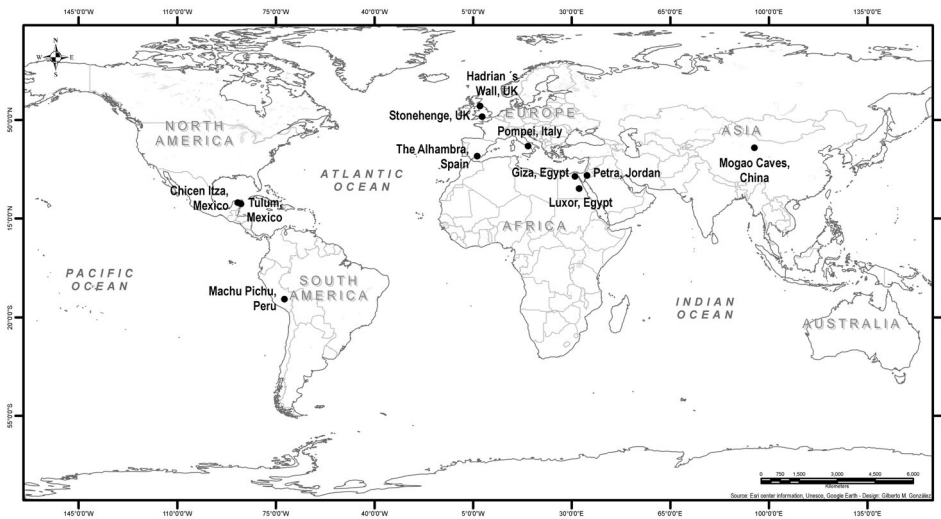 145°0'0"W 110°0'0"W 75°0'0"W 5°0'0"W 30°0'0"E 65°0'0"E 100°0'0"E 135°0'0"E
N
W E
S
50°0'0"N
15°0'0"N
20°0'0"S
55°0'0"S
Hadrian ´s
Wall, UK
Stonehenge, UK
EUROPE
NORTH
AMERICA
Pompei, Italy
ASIA
The Alhambra,
Spain
Mogao Caves,
China
ATLANTIC
OCEAN
Giza, Egypt
Petra, Jordan
Luxor, Egypt
Chicen Itza,
Mexico
Tulum,
Mexico
AFRICA
PACIFIC
OCEAN
SOUTH
AMERICA
Machu Pichu,
Peru
INDIAN
OCEAN
AUSTRALIA
0 750 1.500 3.000 4.500 6.000
Kilometers
Source: Esri center information, Unesco, Google Earth - Design: Gilberto M. González
145°0'0"W 110°0'0"W 75°0'0"W 5°0'0"W 30°0'0"E 65°0'0"E 100°0'0"E 135°0'0"E